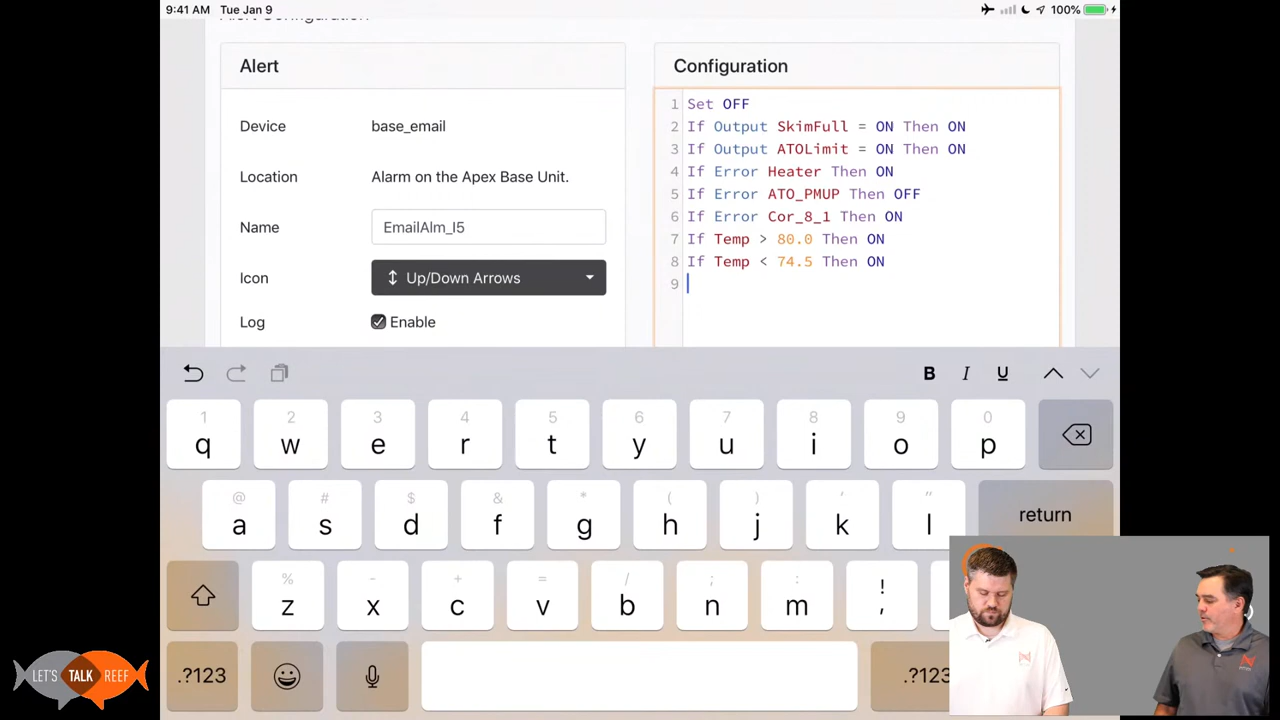 9:41 AM Tue Jan 9
100%
Alert Configuration
Alert
Device base_email
Location Alarm on the Apex Base Unit.
Name EmailAlm_I5
Icon Up/Down Arrows
Log Enable
Configuration
1 Set OFF
2 If Output SkimFull = ON Then ON
3 If Output ATOLimit = ON Then ON
4 If Error Heater Then ON
5 If Error ATO_PMUP Then OFF
6 If Error Cor_8_1 Then ON
7 If Temp > 80.0 Then ON
8 If Temp < 74.5 Then ON
9
B I U
1 2 3 4 5 6 7 8 9 0
q w e r t y u i o p
@ # $ & * ( ) ' "
a s d f g h j k l return
% - + = / ; : !
z x c v b n m ,
.?123 .?123
LET'S TALK REEF